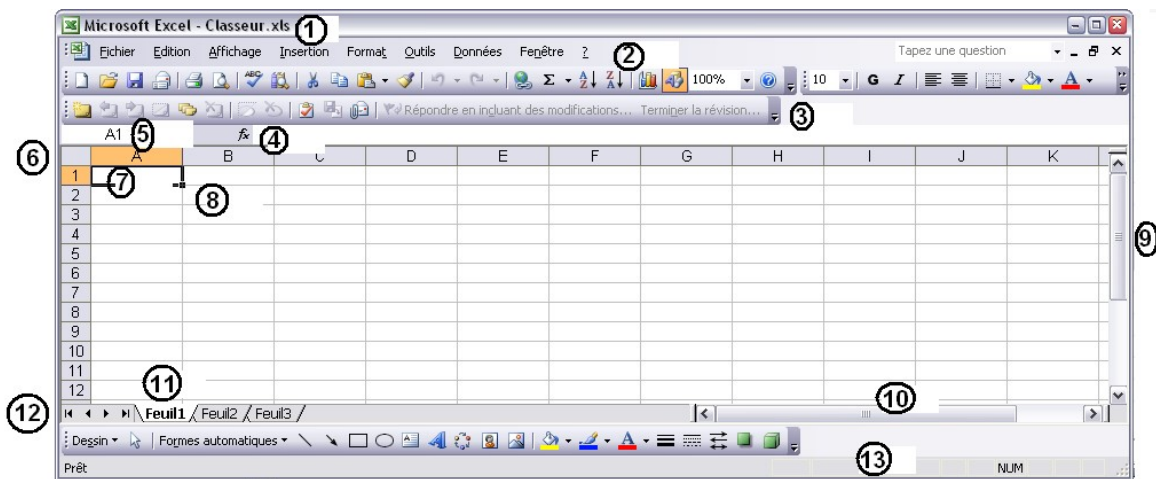 Microsoft Excel - Classeur.xls 1
Fichier Edition Affichage Insertion Format Outils Données Fenêtre ? 2 Tapez une question
ABC Σ A Z Z A 100% 10 G I A
Répondre en incluant des modifications... Terminer la révision... 3
A1 5 fx 4
6 A B C D E F G H I J K
1 7
2 8
3
4 9
5
6
7
8
9
10
11
12 11 10
12 Feuil1 Feuil2 Feuil3
Dessin Formes automatiques A A A
Prêt 13 NUM